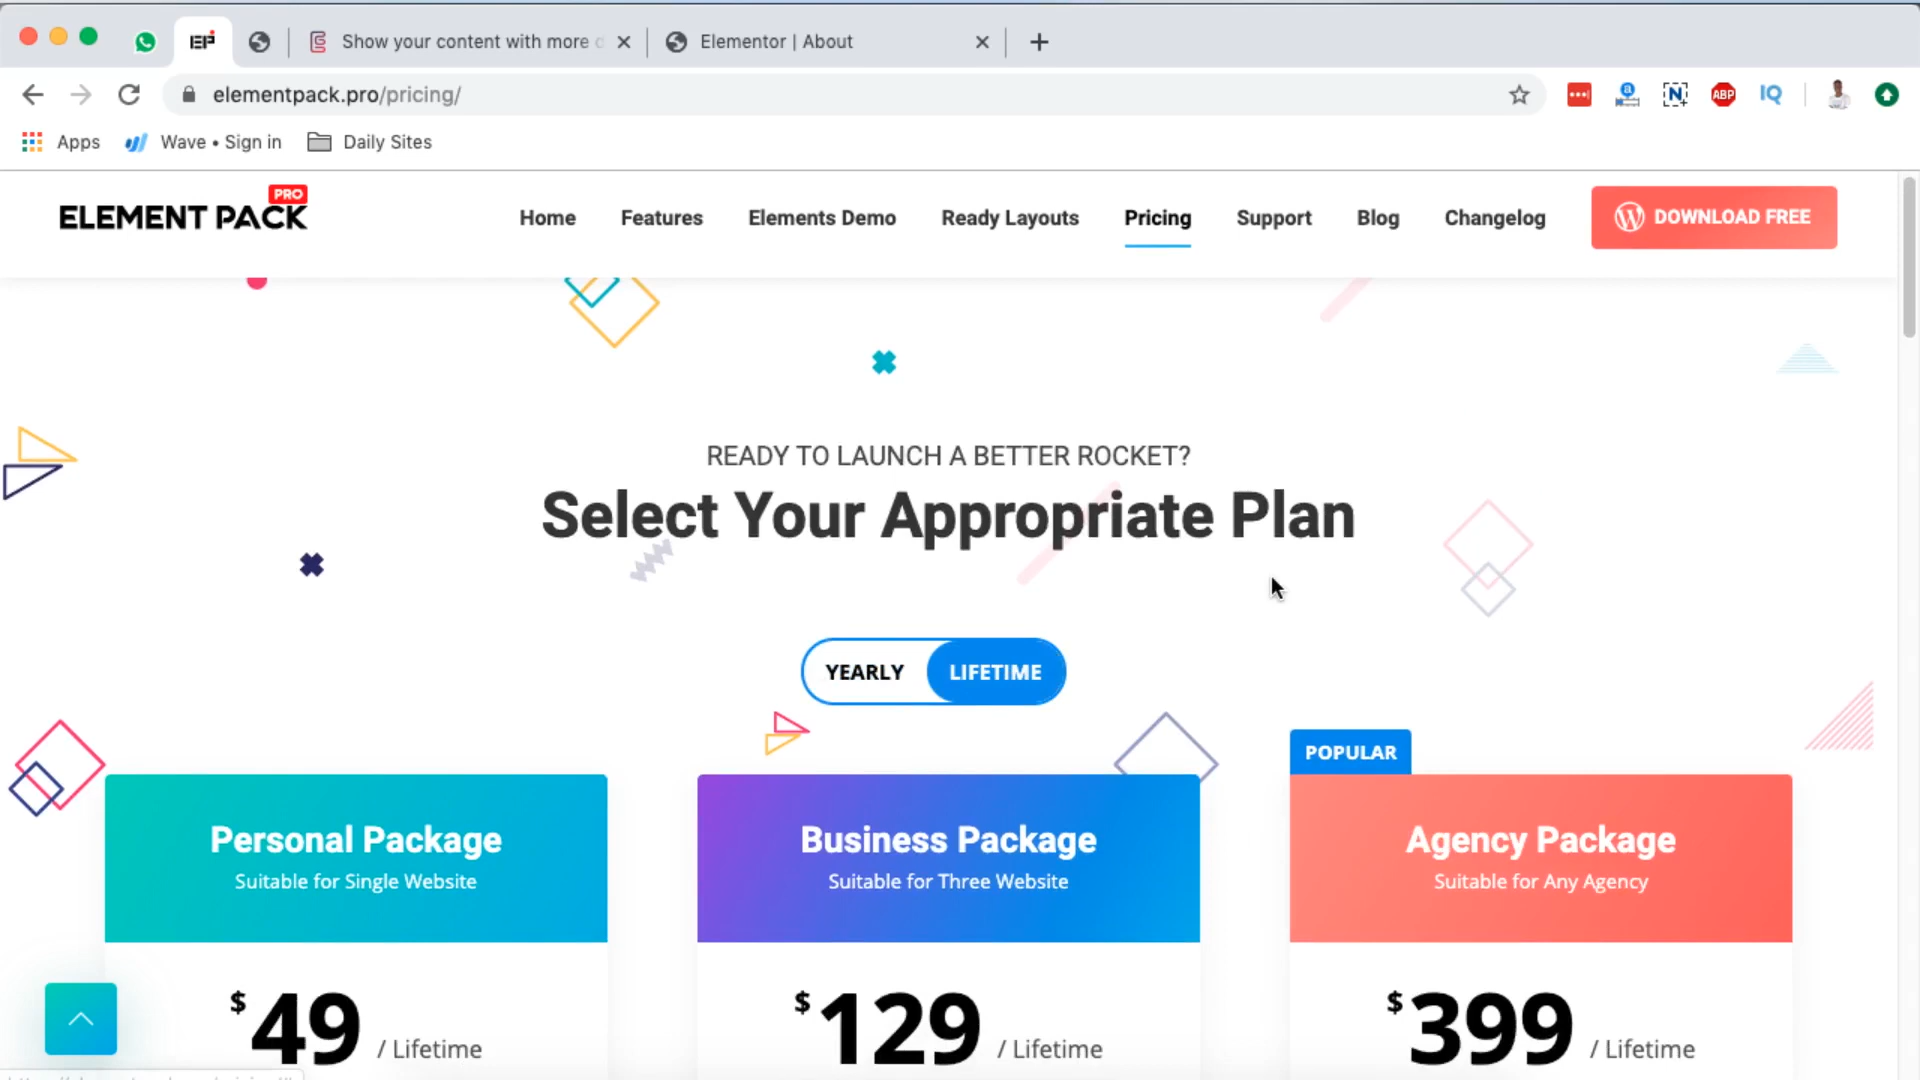 Show your content with more
Elementor | About
elementpack.pro/pricing/
ABP
IQ
Apps
Wave • Sign in
Daily Sites
ELEMENT PACK
PRO
Home
Features
Elements Demo
Ready Layouts
Pricing
Support
Blog
Changelog
DOWNLOAD FREE
READY TO LAUNCH A BETTER ROCKET?
Select Your Appropriate Plan
YEARLY
LIFETIME
POPULAR
Personal Package
Suitable for Single Website
$49 / Lifetime
Business Package
Suitable for Three Website
$129 / Lifetime
Agency Package
Suitable for Any Agency
$399 / Lifetime